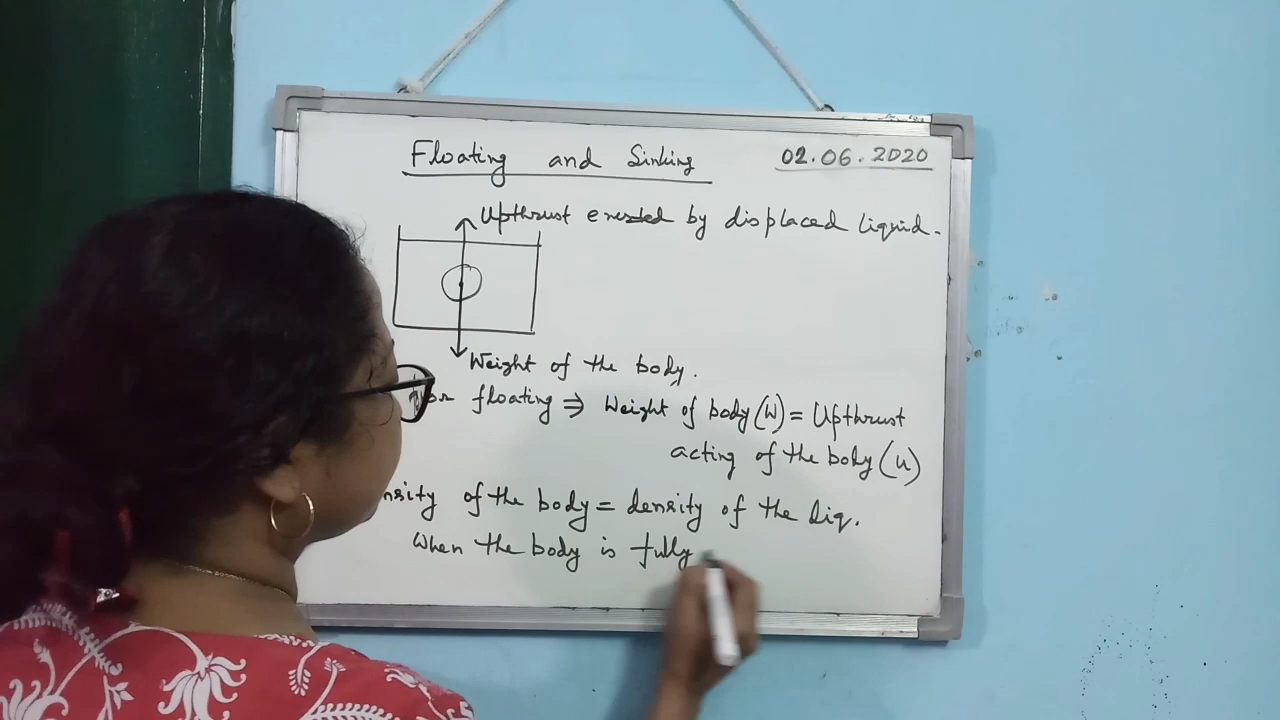 Floating and Sinking
02.06.2020
Upthrust exerted by displaced liquid.
Weight of the body.
For floating ⇒ Weight of body (W) = Upthrust
acting of the body (u)
nsity of the body = density of the liq.
When the body is fully